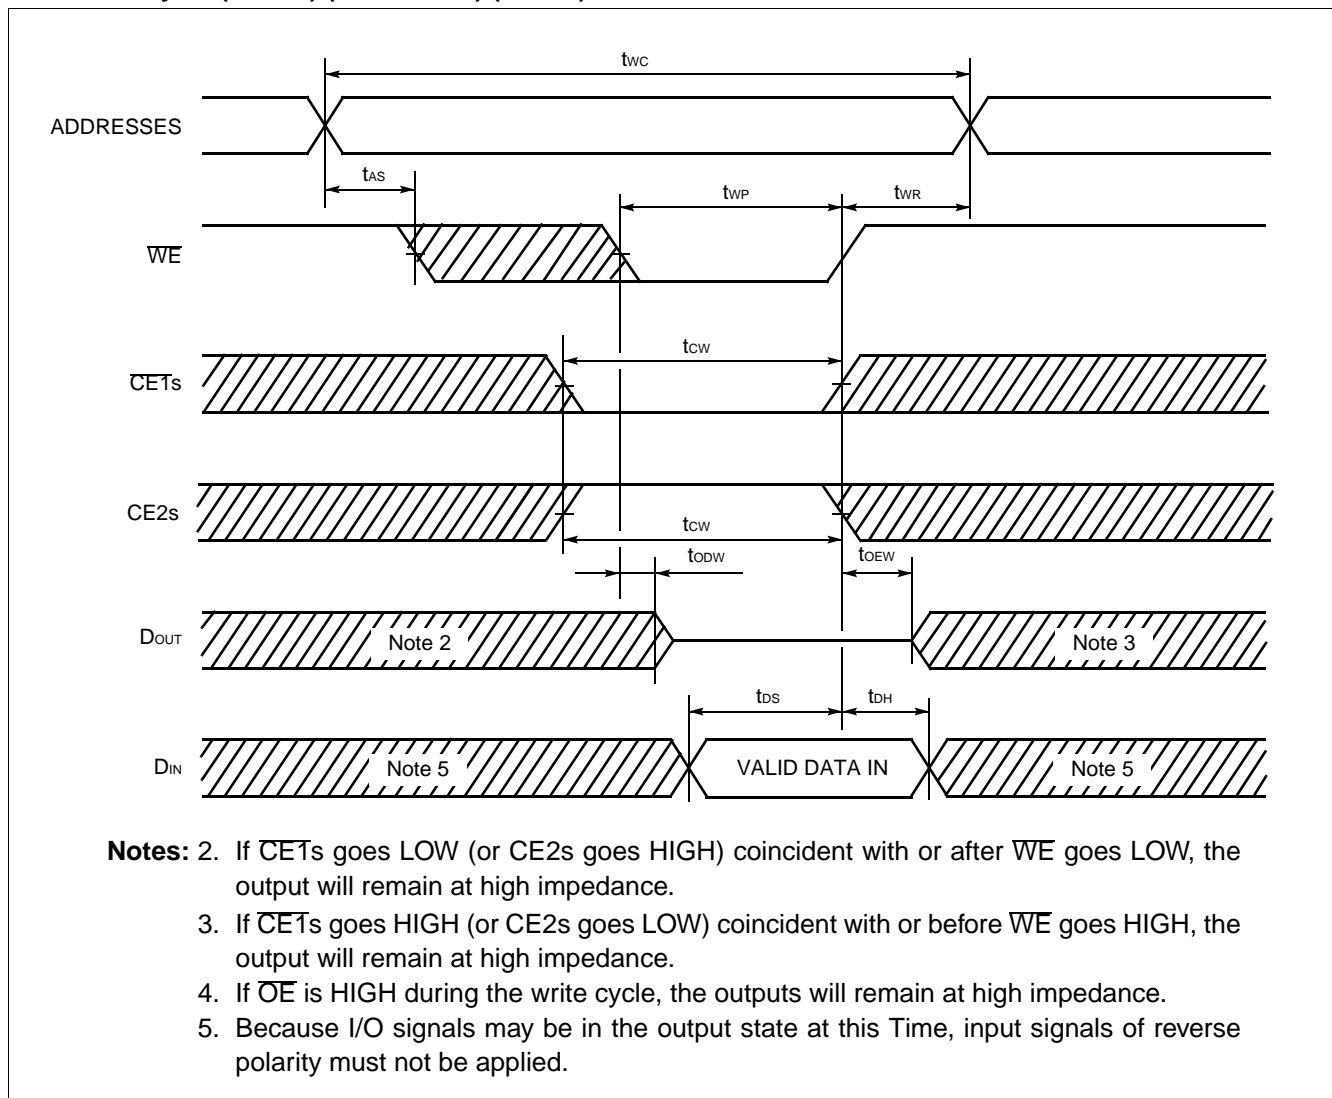 tWC
ADDRESSES
tAS
tWP
tWR
WE
tCW
CE1s
CE2s
tCW
tODW
tOEW
DOUT
Note 2
Note 3
tDS
tDH
DIN
Note 5
VALID DATA IN
Note 5
Notes: 2. If CE1s goes LOW (or CE2s goes HIGH) coincident with or after WE goes LOW, the
output will remain at high impedance.
3. If CE1s goes HIGH (or CE2s goes LOW) coincident with or before WE goes HIGH, the
output will remain at high impedance.
4. If OE is HIGH during the write cycle, the outputs will remain at high impedance.
5. Because I/O signals may be in the output state at this Time, input signals of reverse
polarity must not be applied.